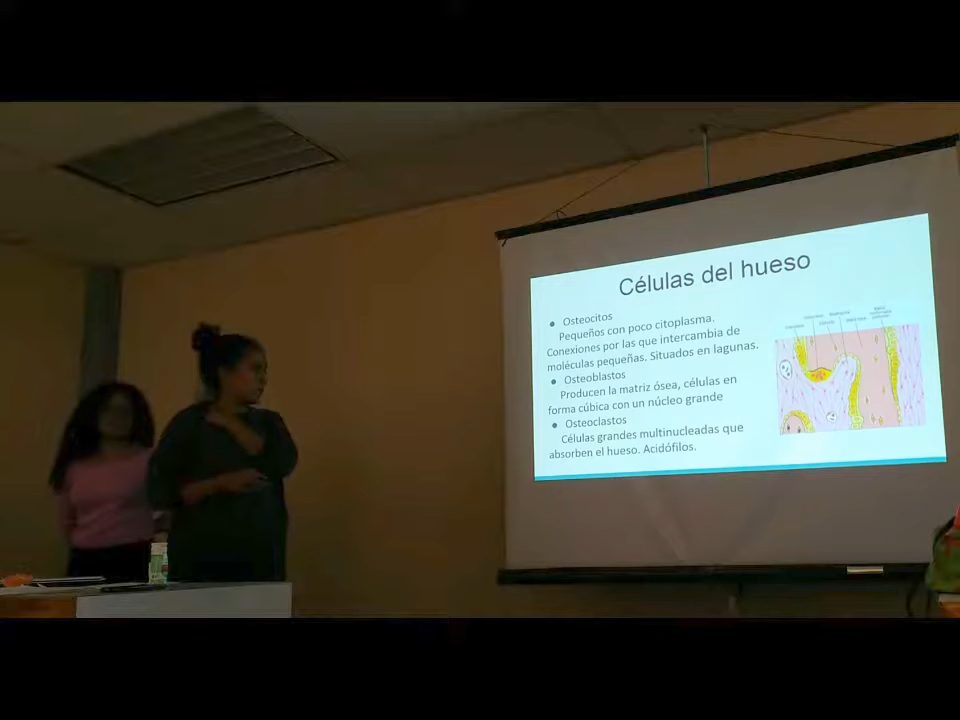 Células del hueso
● Osteocitos
Pequeños con poco citoplasma.
Conexiones por las que intercambia de
moléculas pequeñas. Situados en lagunas.
● Osteoblastos
Producen la matriz ósea, células en
forma cúbica con un núcleo grande
● Osteoclastos
Células grandes multinucleadas que
absorben el hueso. Acidófilos.